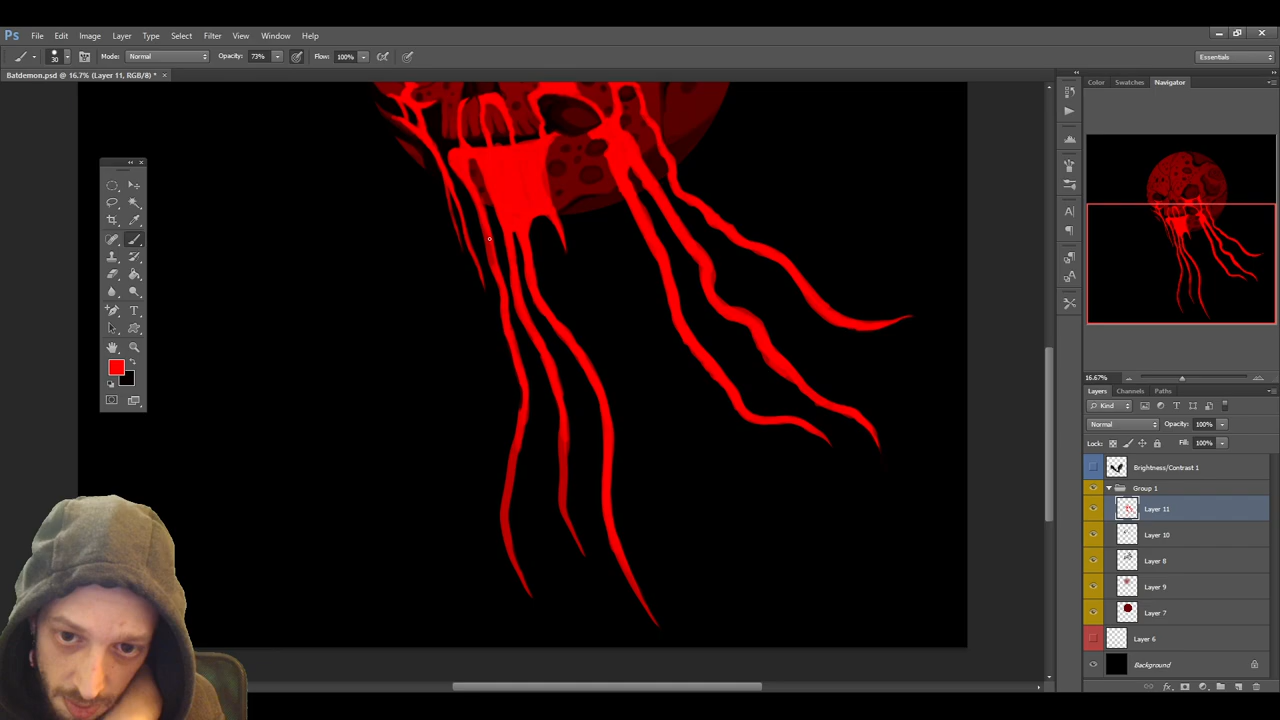 Ps File Edit Image Layer Type Select Filter View Window Help
30 Mode: Normal Opacity: 73% Flow: 100% Essentials
Batdemon.psd @ 16.7% (Layer 11, RGB/8) * ×
Color Swatches Navigator
16.67%
Layers Channels Paths
Kind
Normal Opacity: 100%
Lock: Fill: 100%
Brightness/Contrast 1
Group 1
Layer 11
Layer 10
Layer 8
Layer 9
Layer 7
Layer 6
Background